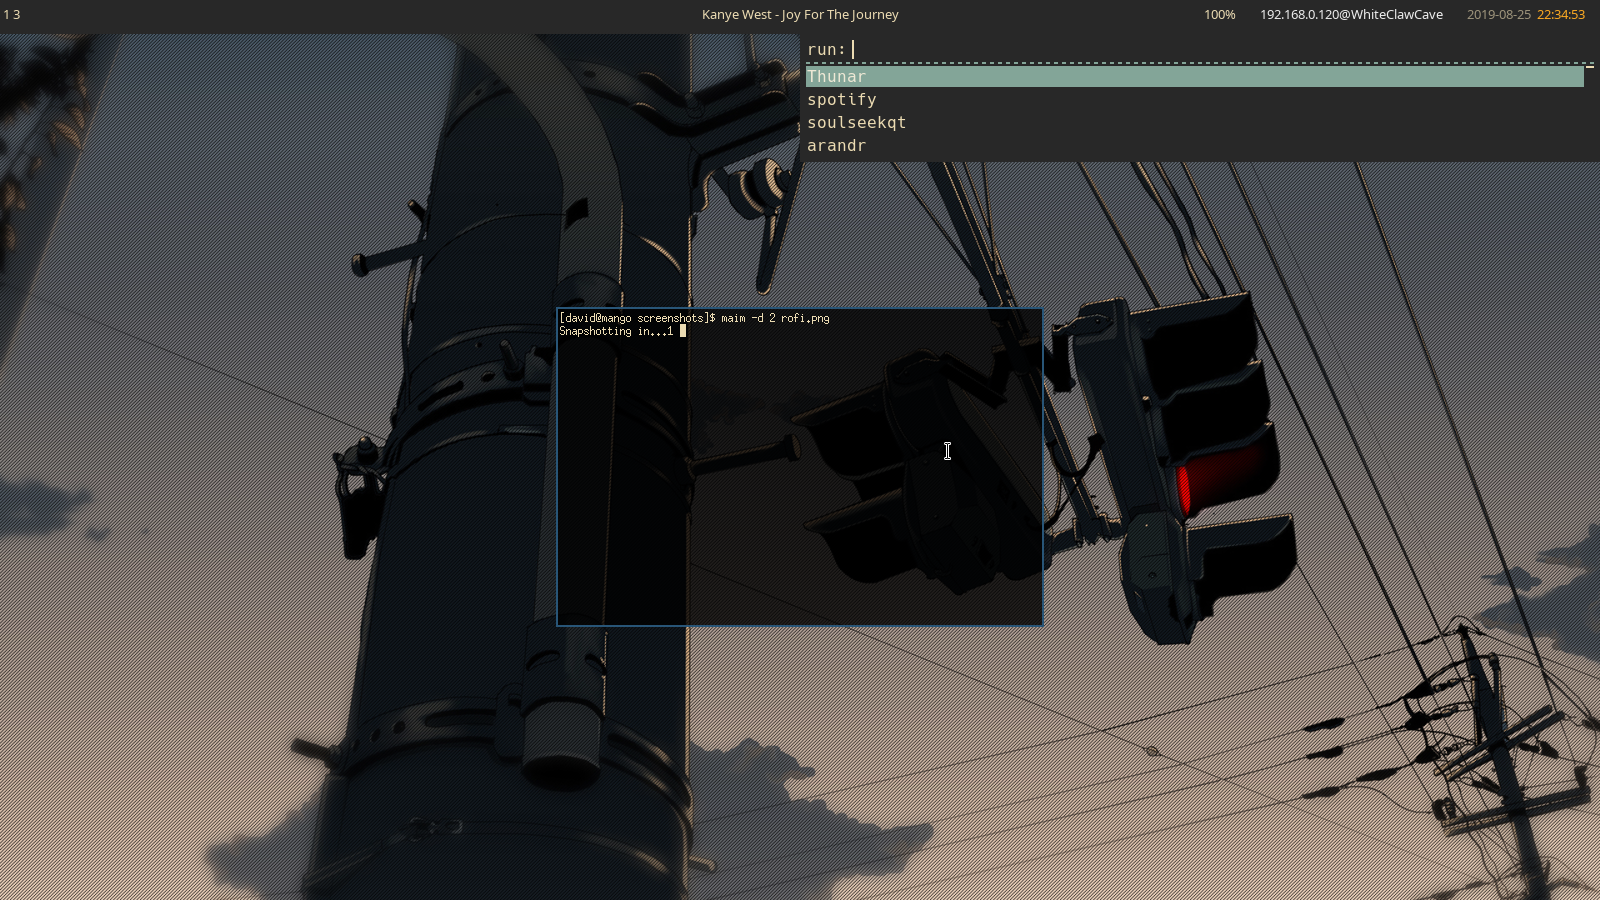 1 3 Kanye West - Joy For The Journey 100% 192.168.0.120@WhiteClawCave 2019-08-25 22:34:53
run:
Thunar
spotify
soulseekqt
arandr
[david@mango screenshots]$ maim -d 2 rofi.png
Snapshotting in...1